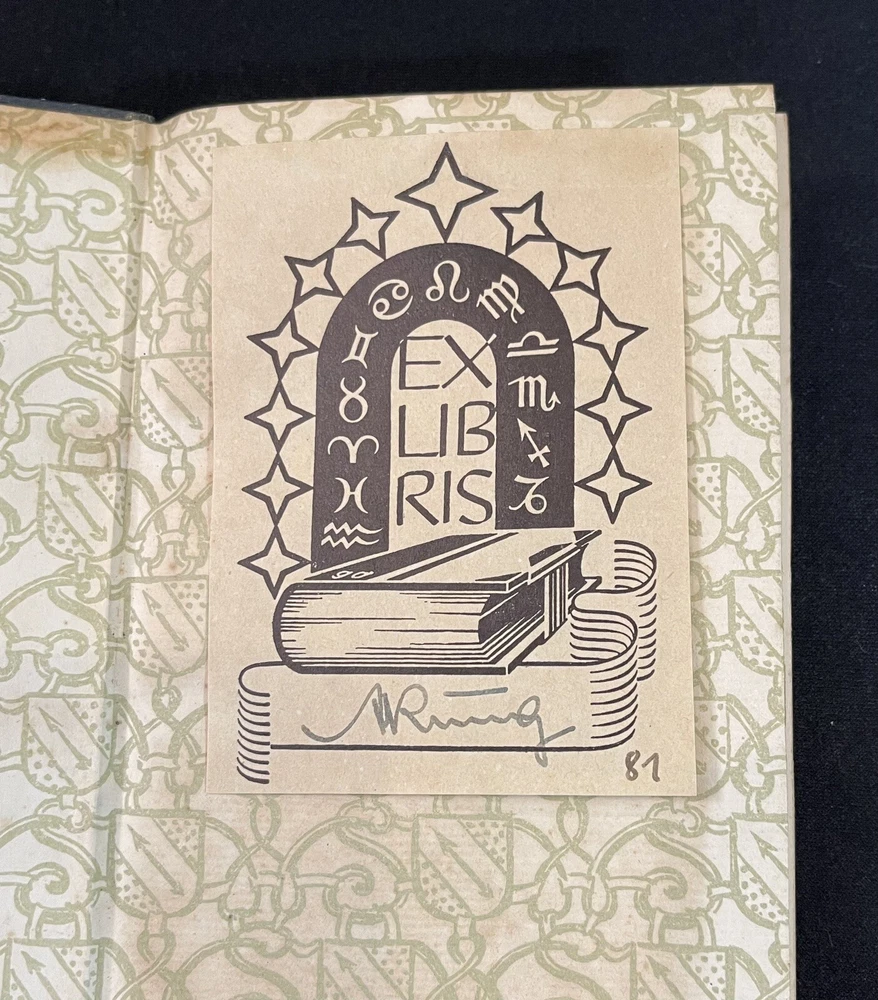 ♌
♋ ♍
♊ EX ♎
♉ LIB ♏
♈ RIS ♐
♓ ♑
♒
81